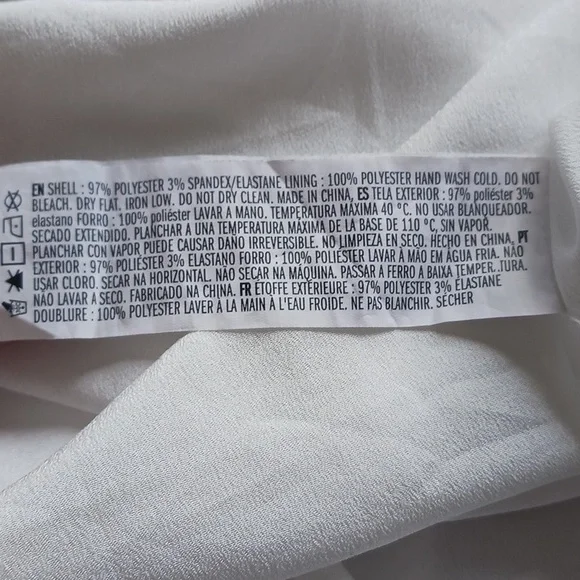 EN SHELL : 97% POLYESTER 3% SPANDEX/ELASTANE LINING : 100% POLYESTER HAND WASH COLD. DO NOT
BLEACH. DRY FLAT. IRON LOW. DO NOT DRY CLEAN. MADE IN CHINA, ES TELA EXTERIOR : 97% poliéster 3%
elastano FORRO : 100% poliéster LAVAR A MANO. TEMPERATURA MÁXIMA 40 °C. NO USAR BLANQUEADOR.
SECADO EXTENDIDO. PLANCHAR A UNA TEMPERATURA MÁXIMA DE LA BASE DE 110 °C, SIN VAPOR.
PLANCHAR CON VAPOR PUEDE CAUSAR DAÑO IRREVERSIBLE. NO LIMPIEZA EN SECO. HECHO EN CHINA, PT
EXTERIOR : 97% POLIÉSTER 3% ELASTANO FORRO : 100% POLIÉSTER LAVAR À MÃO EM ÁGUA FRIA. NÃO
USAR CLORO. SECAR NA HORIZONTAL. NÃO SECAR NA MÁQUINA. PASSAR A FERRO A BAIXA TEMPER..TURA.
NÃO LAVAR À SECO. FABRICADO NA CHINA. FR ÉTOFFE EXTÉRIEURE : 97% POLYESTER 3% ÉLASTANE
DOUBLURE : 100% POLYESTER LAVER À LA MAIN À L'EAU FROIDE. NE PAS BLANCHIR. SÉCHER